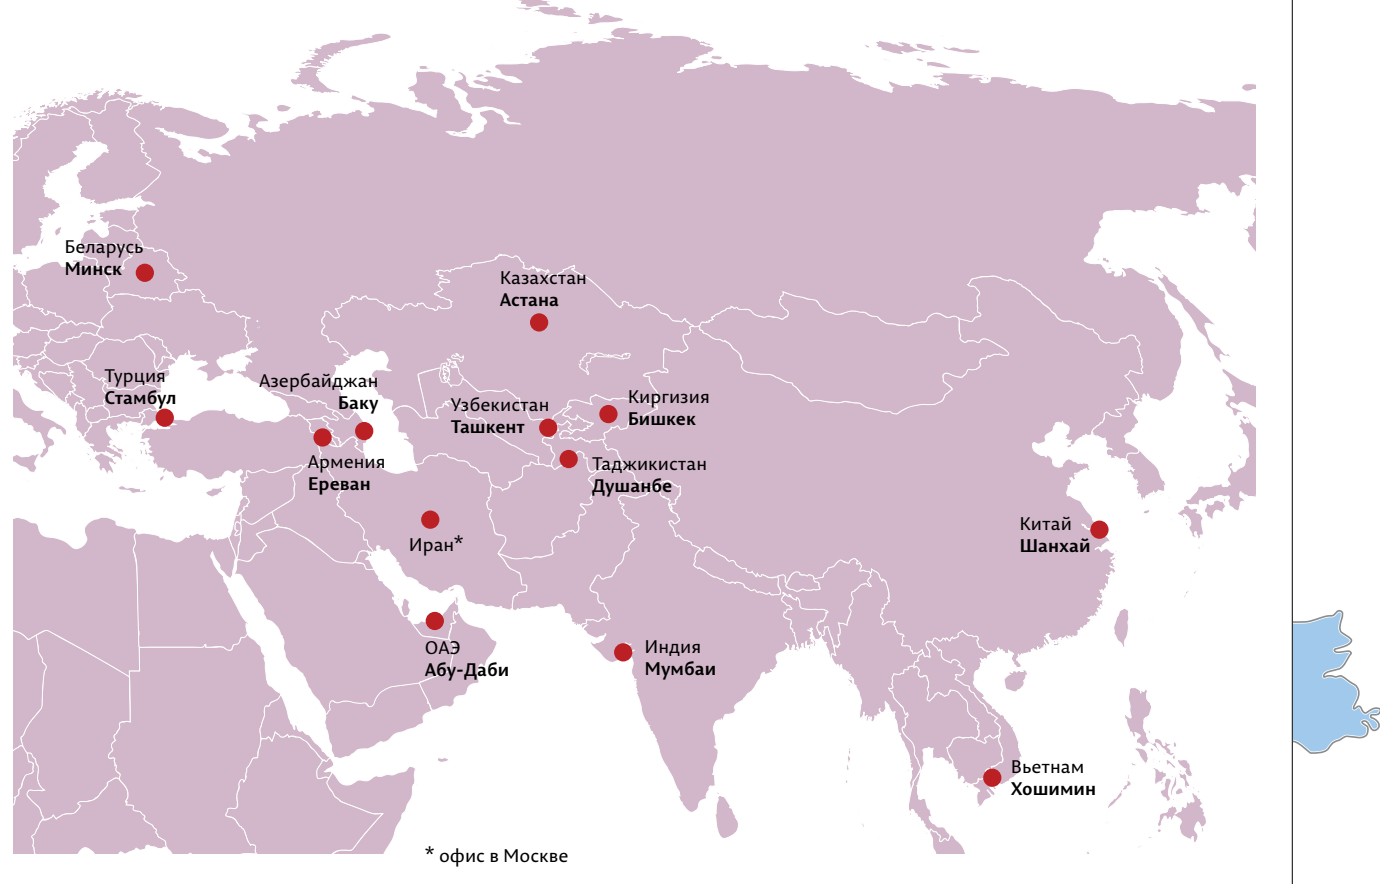 Беларусь
Минск
Казахстан
Астана
Турция
Стамбул
Азербайджан
Баку
Узбекистан
Ташкент
Киргизия
Бишкек
Армения
Ереван
Таджикистан
Душанбе
Иран*
Китай
Шанхай
ОАЭ
Абу-Даби
Индия
Мумбаи
Вьетнам
Хошимин
* офис в Москве